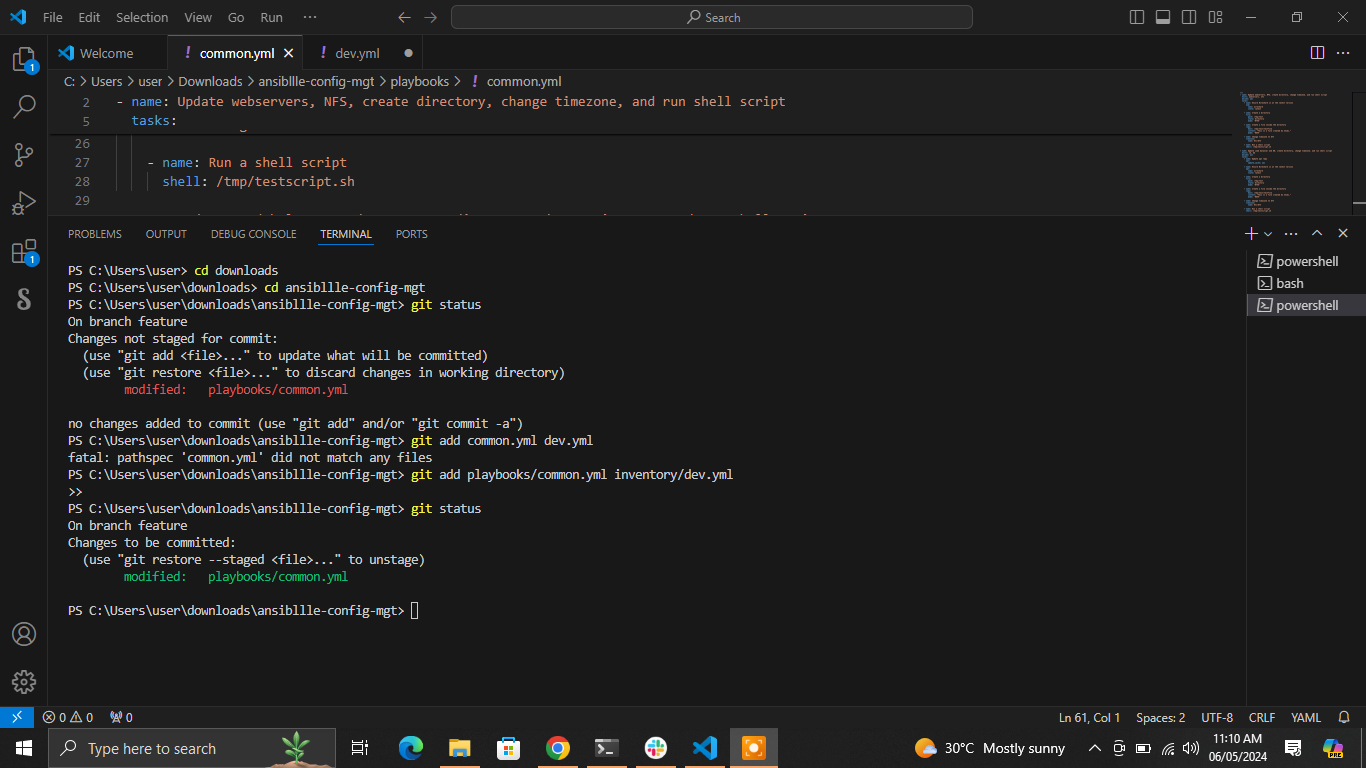 File Edit Selection View Go Run ···
Search
Welcome
! common.yml
! dev.yml
C: > Users > user > Downloads > ansibllle-config-mgt > playbooks > ! common.yml
2 - name: Update webservers, NFS, create directory, change timezone, and run shell script
5 tasks:
26
27 - name: Run a shell script
28 shell: /tmp/testscript.sh
29
PROBLEMS OUTPUT DEBUG CONSOLE TERMINAL PORTS
powershell
bash
powershell
PS C:\Users\user> cd downloads
PS C:\Users\user\downloads> cd ansibllle-config-mgt
PS C:\Users\user\downloads\ansibllle-config-mgt> git status
On branch feature
Changes not staged for commit:
(use "git add <file>..." to update what will be committed)
(use "git restore <file>..." to discard changes in working directory)
modified: playbooks/common.yml
no changes added to commit (use "git add" and/or "git commit -a")
PS C:\Users\user\downloads\ansibllle-config-mgt> git add common.yml dev.yml
fatal: pathspec 'common.yml' did not match any files
PS C:\Users\user\downloads\ansibllle-config-mgt> git add playbooks/common.yml inventory/dev.yml
>>
PS C:\Users\user\downloads\ansibllle-config-mgt> git status
On branch feature
Changes to be committed:
(use "git restore --staged <file>..." to unstage)
modified: playbooks/common.yml
PS C:\Users\user\downloads\ansibllle-config-mgt>
1
1
0 0 0
Ln 61, Col 1 Spaces: 2 UTF-8 CRLF YAML
Type here to search
30°C Mostly sunny
11:10 AM
06/05/2024
PRE